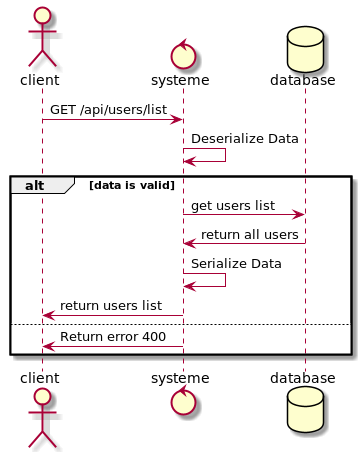 client systeme database
GET /api/users/list
Deserialize Data
alt [data is valid]
get users list
return all users
Serialize Data
return users list
Return error 400
client systeme database